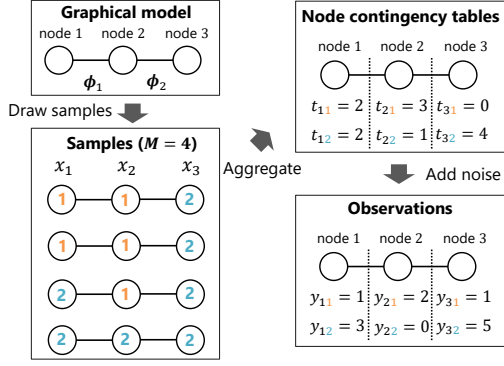 Graphical model
node 1 node 2 node 3
ϕ₁ ϕ₂
Draw samples
Samples (M = 4)
x₁ x₂ x₃
1 1 2
1 1 2
2 1 2
2 2 2
Aggregate
Node contingency tables
node 1 node 2 node 3
t₁₁ = 2 t₂₁ = 3 t₃₁ = 0
t₁₂ = 2 t₂₂ = 1 t₃₂ = 4
Add noise
Observations
node 1 node 2 node 3
y₁₁ = 1 y₂₁ = 2 y₃₁ = 1
y₁₂ = 3 y₂₂ = 0 y₃₂ = 5